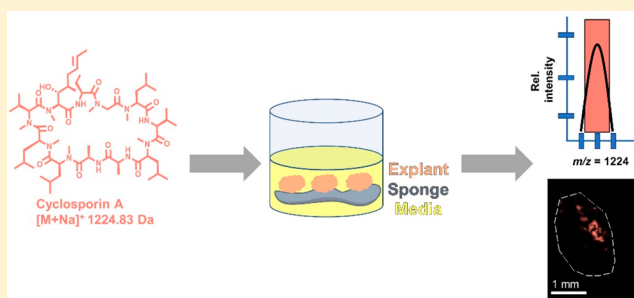 HO
O
N
H
Cyclosporin A
[M+Na]⁺ 1224.83 Da
Explant
Sponge
Media
Rel.
intensity
m/z = 1224
1 mm